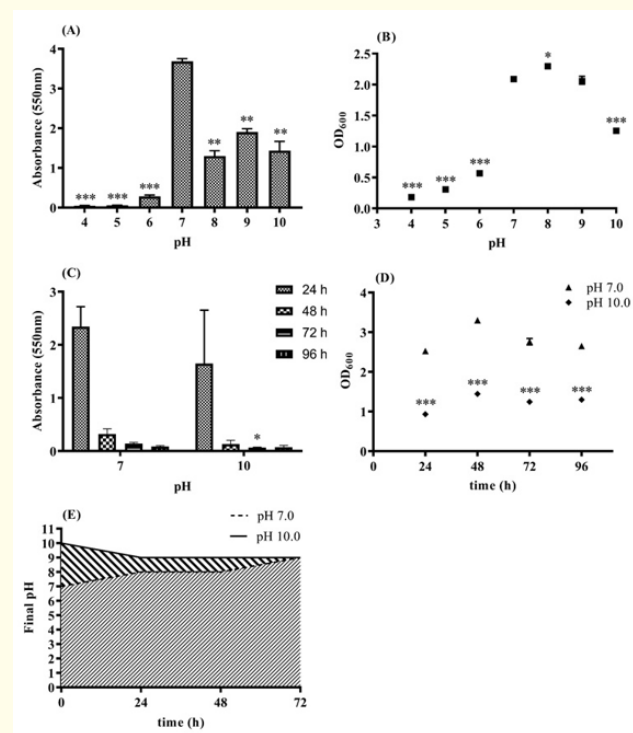 (A)
Absorbance (550nm)
4
3
2
1
0
*** *** *** ** ** **
4 5 6 7 8 9 10
pH
(B)
OD600
2.5
2.0
1.5
1.0
0.5
0.0
*** *** *** * ***
3 4 5 6 7 8 9 10
pH
(C)
Absorbance (550nm)
3
2
1
0
*
7 10
pH
24 h
48 h
72 h
96 h
(D)
pH 7.0
pH 10.0
OD600
4
3
2
1
0
*** *** *** ***
0 24 48 72 96
time (h)
(E)
pH 7.0
pH 10.0
Final pH
11
10
9
8
7
6
5
4
3
2
1
0
0 24 48 72
time (h)